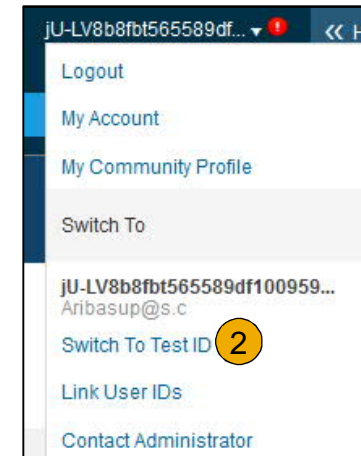 jU-LV8b8fbt565589df... ▾ ! « H
Logout
My Account
My Community Profile
Switch To
jU-LV8b8fbt565589df100959...
Aribasup@s.c
Switch To Test ID 2
Link User IDs
Contact Administrator